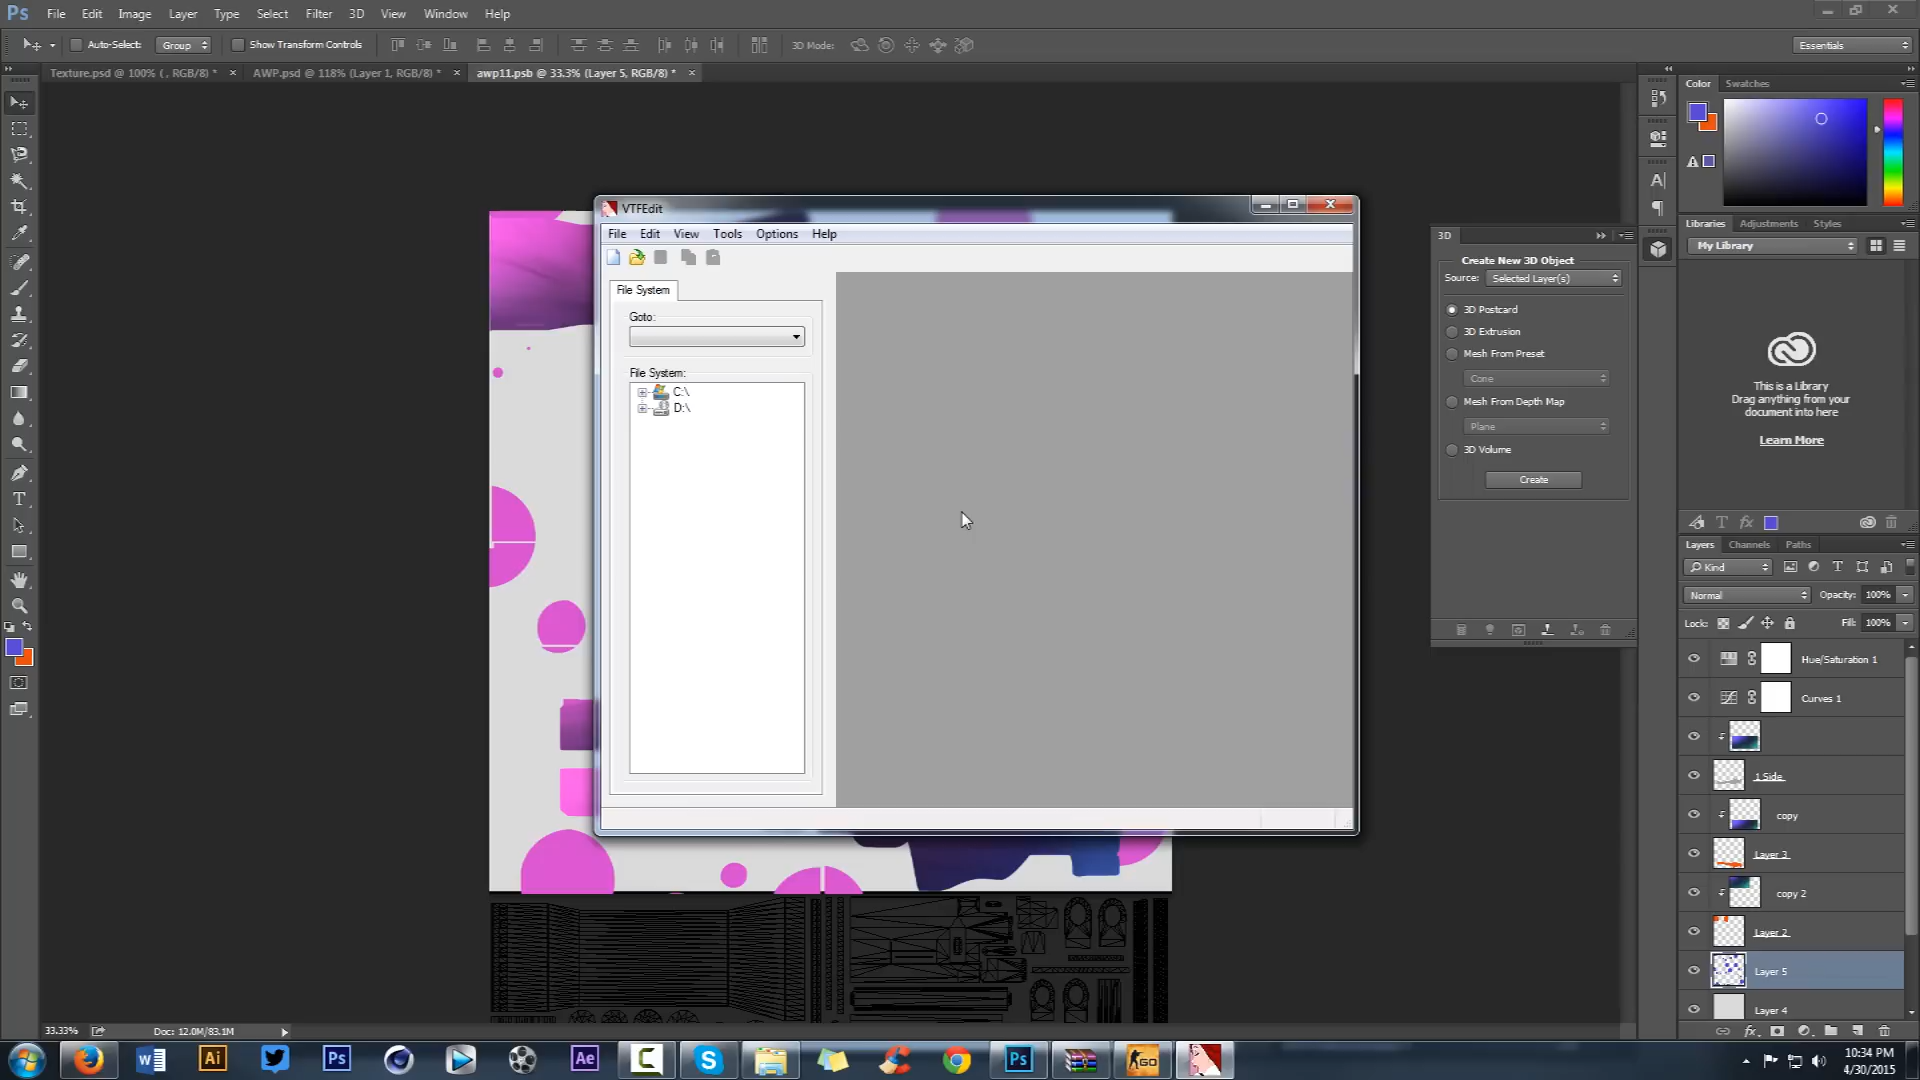 Ps File Edit Image Layer Type Select Filter 3D View Window Help
Auto-Select: Group Show Transform Controls 3D Mode: Essentials
Texture.psd @ 100% ( , RGB/8) * × AWP.psd @ 118% (Layer 1, RGB/8) * × awp11.psb @ 33.3% (Layer 5, RGB/8) * ×
Color Swatches
VTFEdit
File Edit View Tools Options Help
File System
Goto:
File System:
C:\
D:\
3D
Create New 3D Object
Source: Selected Layer(s)
3D Postcard
3D Extrusion
Mesh From Preset
Cone
Mesh From Depth Map
Plane
3D Volume
Create
Libraries Adjustments Styles
My Library
This is a Library
Drag anything from your
document into here
Learn More
Layers Channels Paths
Kind
Normal Opacity: 100%
Lock: Fill: 100%
Hue/Saturation 1
Curves 1
1 Side
copy
Layer 3
copy 2
Layer 2
Layer 5
Layer 4
33.33% Doc: 12.0M/83.1M
Ai Ps Ae Ps GO
10:34 PM
4/30/2015